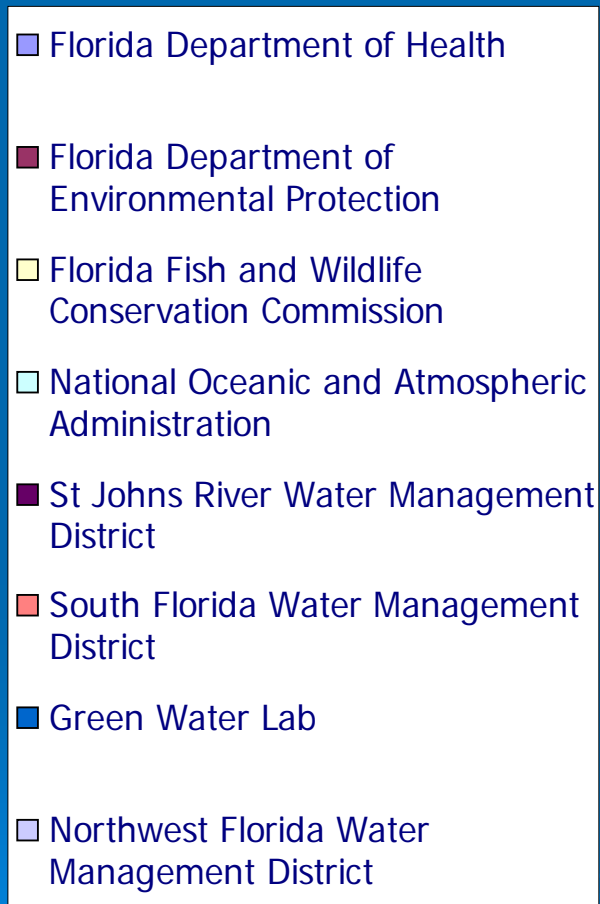 Florida Department of Health
Florida Department of
Environmental Protection
Florida Fish and Wildlife
Conservation Commission
National Oceanic and Atmospheric
Administration
St Johns River Water Management
District
South Florida Water Management
District
Green Water Lab
Northwest Florida Water
Management District